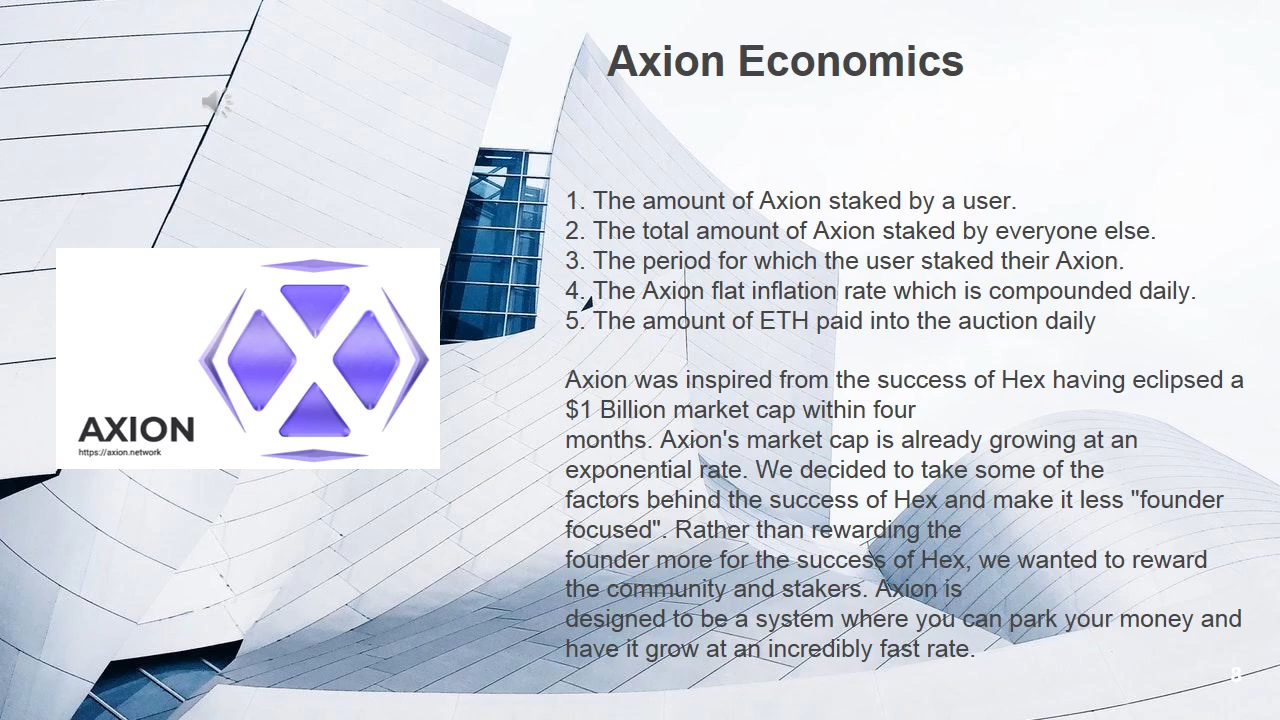 Axion Economics
1. The amount of Axion staked by a user.
2. The total amount of Axion staked by everyone else.
3. The period for which the user staked their Axion.
4. The Axion flat inflation rate which is compounded daily.
5. The amount of ETH paid into the auction daily
AXION
https://axion.network
Axion was inspired from the success of Hex having eclipsed a
$1 Billion market cap within four
months. Axion's market cap is already growing at an
exponential rate. We decided to take some of the
factors behind the success of Hex and make it less "founder
focused". Rather than rewarding the
founder more for the success of Hex, we wanted to reward
the community and stakers. Axion is
designed to be a system where you can park your money and
have it grow at an incredibly fast rate.
8